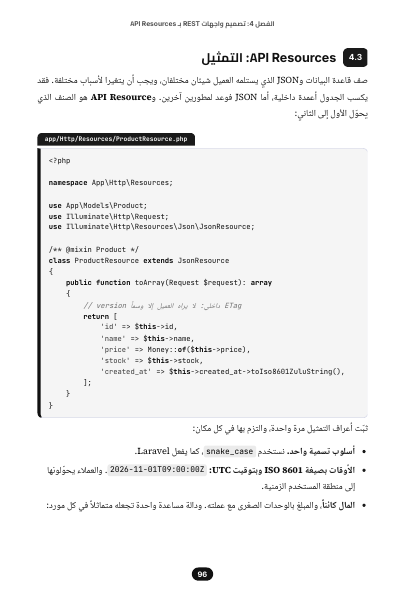 الفصل 4: تصميم واجهات REST بـ API Resources
4.3 API Resources: التمثيل
صف قاعدة البيانات وJSON الذي يستلمه العميل شيئان مختلفان، ويجب أن يتغيرا لأسباب مختلفة. فقد
يكسب الجدول أعمدة داخلية، أما JSON فوعد لمطورين آخرين. وAPI Resource هو الصنف الذي
يحوّل الأول إلى الثاني:
app/Http/Resources/ProductResource.php
<?php
namespace App\Http\Resources;
use App\Models\Product;
use Illuminate\Http\Request;
use Illuminate\Http\Resources\Json\JsonResource;
/** @mixin Product */
class ProductResource extends JsonResource
{
public function toArray(Request $request): array
{
// version داخلي: لا يراه العميل إلا وسماً ETag
return [
'id' => $this->id,
'name' => $this->name,
'price' => Money::of($this->price),
'stock' => $this->stock,
'created_at' => $this->created_at->toIso8601ZuluString(),
];
}
}
ثبّت أعراف التمثيل مرة واحدة، والتزم بها في كل مكان:
• أسلوب تسمية واحد. نستخدم snake_case، كما يفعل Laravel.
• الأوقات بصيغة ISO 8601 وبتوقيت UTC: 2026-11-01T09:00:00Z. والعملاء يحوّلونها
إلى منطقة المستخدم الزمنية.
• المال كائناً، والمبلغ بالوحدات الصغرى مع عملته. ودالة مساعدة واحدة تجعله متماثلاً في كل مورد:
96